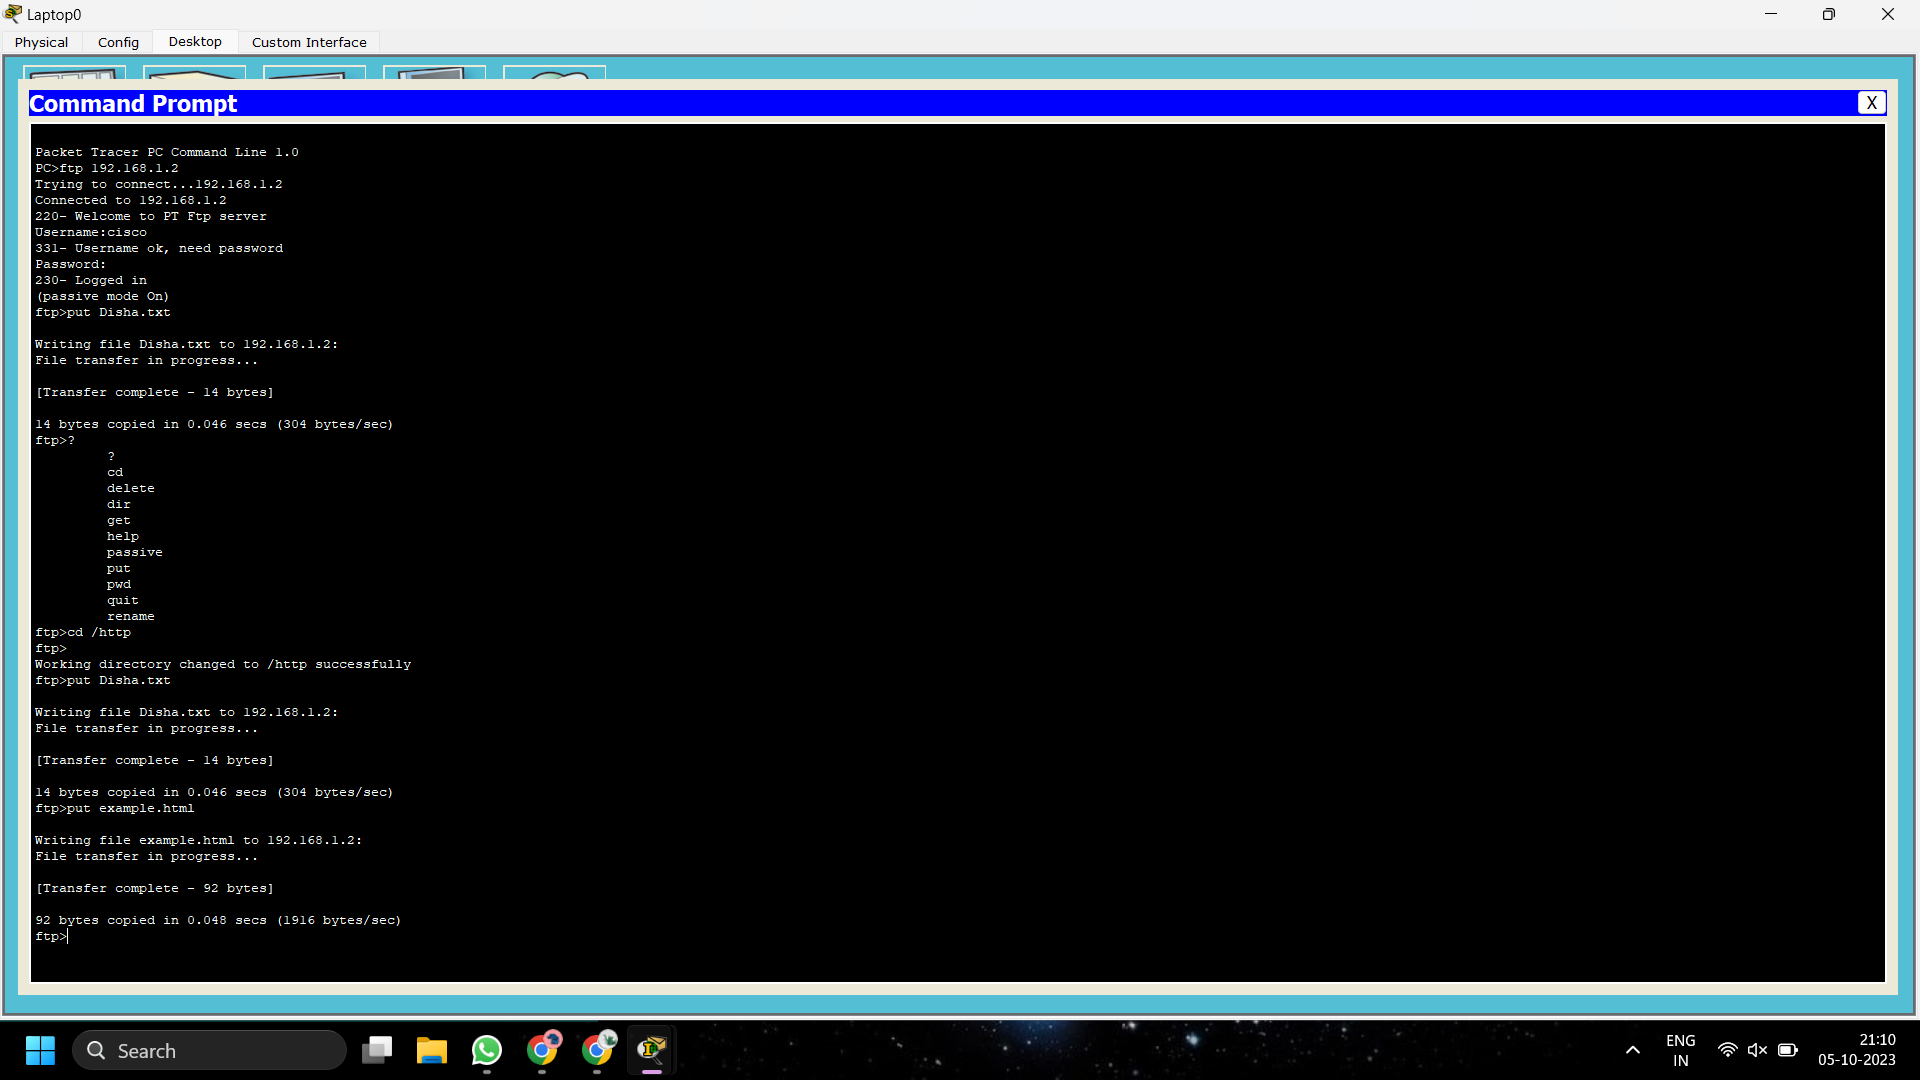 Laptop0
Physical Config Desktop Custom Interface
Command Prompt X
Packet Tracer PC Command Line 1.0
PC>ftp 192.168.1.2
Trying to connect...192.168.1.2
Connected to 192.168.1.2
220- Welcome to PT Ftp server
Username:cisco
331- Username ok, need password
Password:
230- Logged in
(passive mode On)
ftp>put Disha.txt
Writing file Disha.txt to 192.168.1.2:
File transfer in progress...
[Transfer complete - 14 bytes]
14 bytes copied in 0.046 secs (304 bytes/sec)
ftp>?
?
cd
delete
dir
get
help
passive
put
pwd
quit
rename
ftp>cd /http
ftp>
Working directory changed to /http successfully
ftp>put Disha.txt
Writing file Disha.txt to 192.168.1.2:
File transfer in progress...
[Transfer complete - 14 bytes]
14 bytes copied in 0.046 secs (304 bytes/sec)
ftp>put example.html
Writing file example.html to 192.168.1.2:
File transfer in progress...
[Transfer complete - 92 bytes]
92 bytes copied in 0.048 secs (1916 bytes/sec)
ftp>
Search
ENG
IN
21:10
05-10-2023